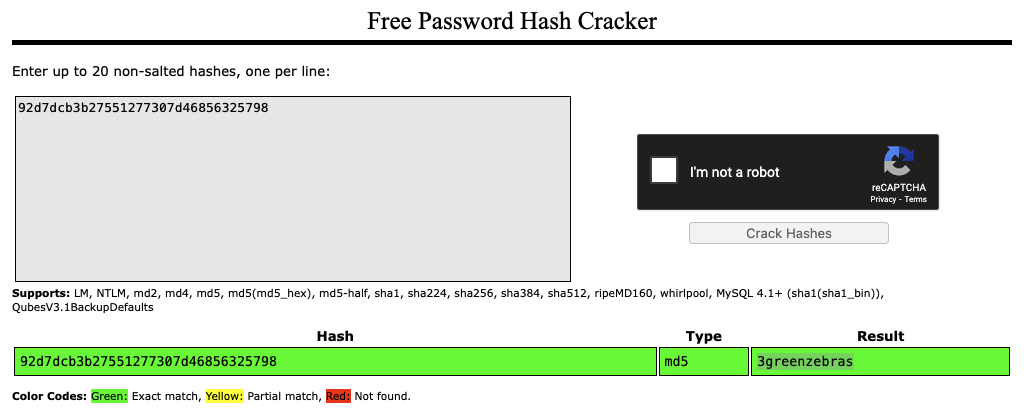 Free Password Hash Cracker
Enter up to 20 non-salted hashes, one per line:
92d7dcb3b27551277307d46856325798
I'm not a robot
reCAPTCHA
Privacy - Terms
Crack Hashes
Supports: LM, NTLM, md2, md4, md5, md5(md5_hex), md5-half, sha1, sha224, sha256, sha384, sha512, ripeMD160, whirlpool, MySQL 4.1+ (sha1(sha1_bin)),
QubesV3.1BackupDefaults
Hash Type Result
92d7dcb3b27551277307d46856325798 md5 3greenzebras
Color Codes: Green: Exact match, Yellow: Partial match, Red: Not found.